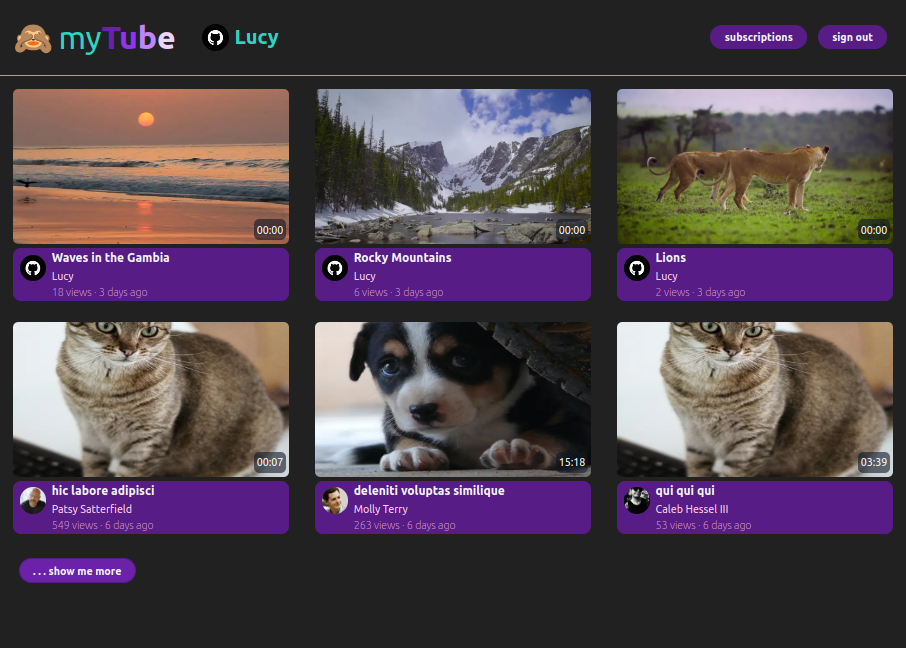 myTube
Lucy
subscriptions
sign out
00:00
00:00
00:00
Waves in the Gambia
Lucy
18 views · 3 days ago
Rocky Mountains
Lucy
6 views · 3 days ago
Lions
Lucy
2 views · 3 days ago
00:07
15:18
03:39
hic labore adipisci
Patsy Satterfield
549 views · 6 days ago
deleniti voluptas similique
Molly Terry
263 views · 6 days ago
qui qui qui
Caleb Hessel III
53 views · 6 days ago
. . . show me more